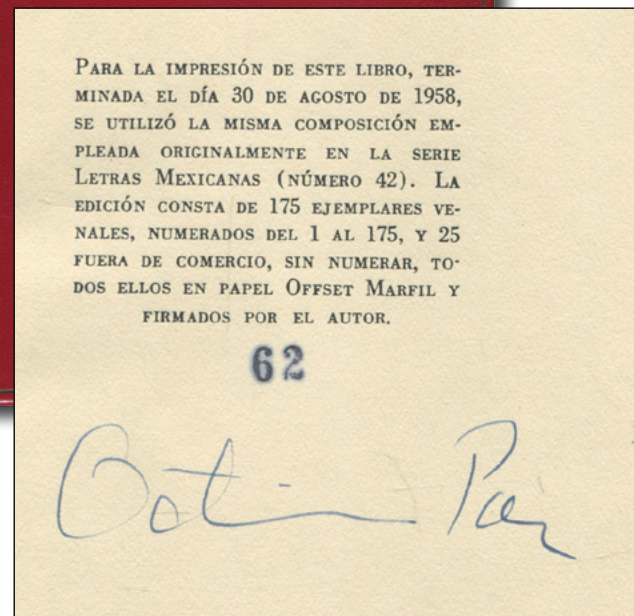 PARA LA IMPRESIÓN DE ESTE LIBRO, TER-
MINADA EL DÍA 30 DE AGOSTO DE 1958,
SE UTILIZÓ LA MISMA COMPOSICIÓN EM-
PLEADA ORIGINALMENTE EN LA SERIE
LETRAS MEXICANAS (NÚMERO 42). LA
EDICIÓN CONSTA DE 175 EJEMPLARES VE-
NALES, NUMERADOS DEL 1 AL 175, Y 25
FUERA DE COMERCIO, SIN NUMERAR, TO-
DOS ELLOS EN PAPEL OFFSET MARFIL Y
FIRMADOS POR EL AUTOR.
62
Octavio Paz